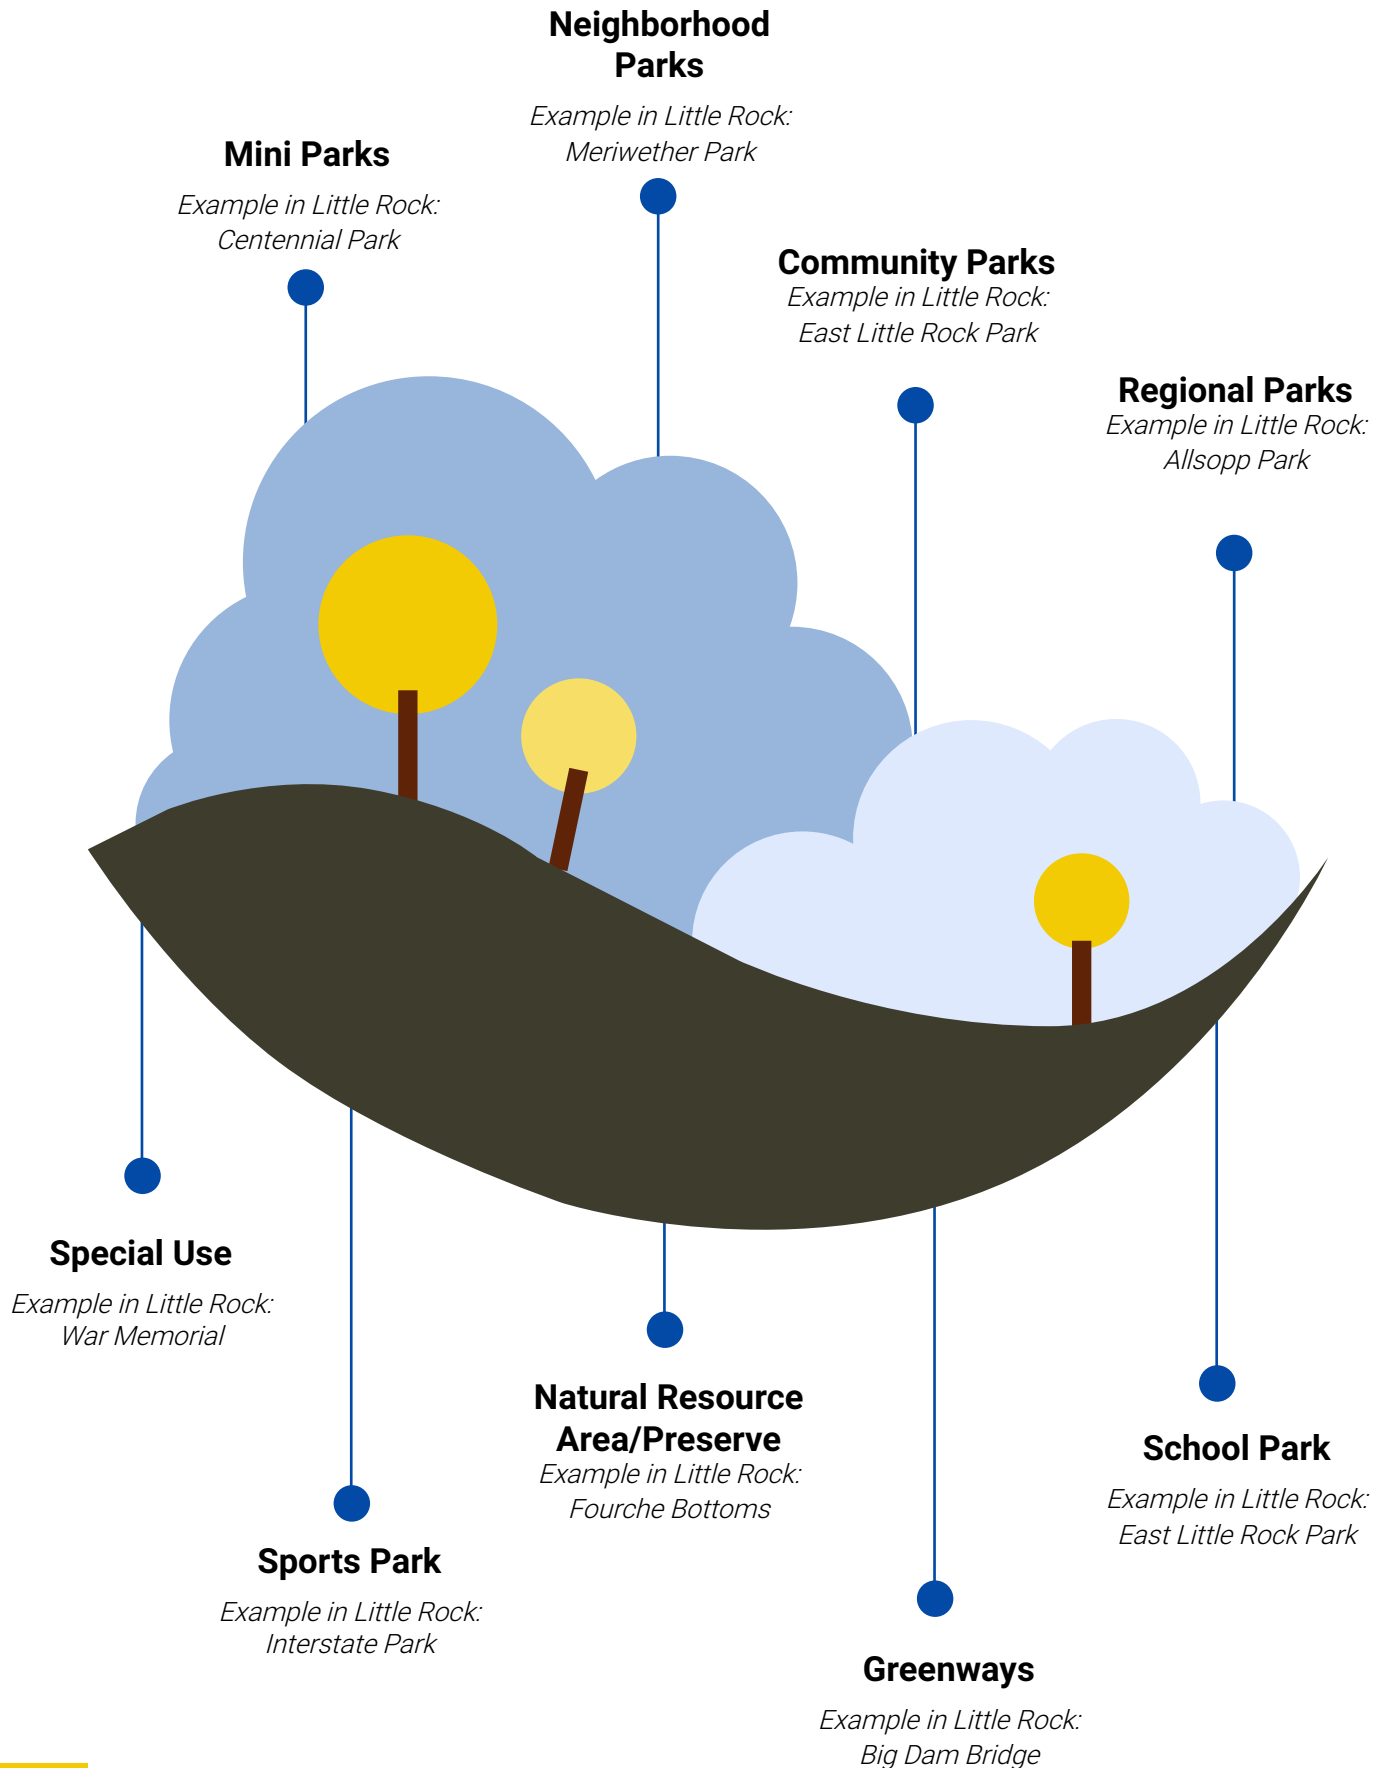 Neighborhood
Parks
Example in Little Rock:
Meriwether Park
Mini Parks
Example in Little Rock:
Centennial Park
Community Parks
Example in Little Rock:
East Little Rock Park
Regional Parks
Example in Little Rock:
Allsopp Park
Special Use
Example in Little Rock:
War Memorial
Natural Resource
Area/Preserve
Example in Little Rock:
Fourche Bottoms
School Park
Example in Little Rock:
East Little Rock Park
Sports Park
Example in Little Rock:
Interstate Park
Greenways
Example in Little Rock:
Big Dam Bridge